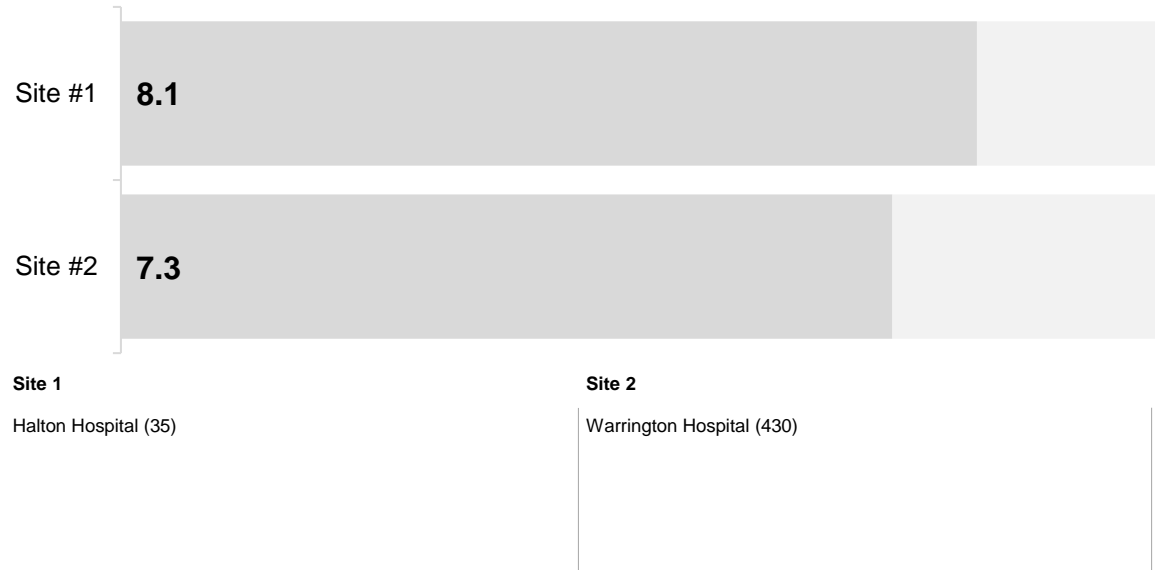 Site #1 8.1
Site #2 7.3
Site 1 Site 2
Halton Hospital (35) Warrington Hospital (430)